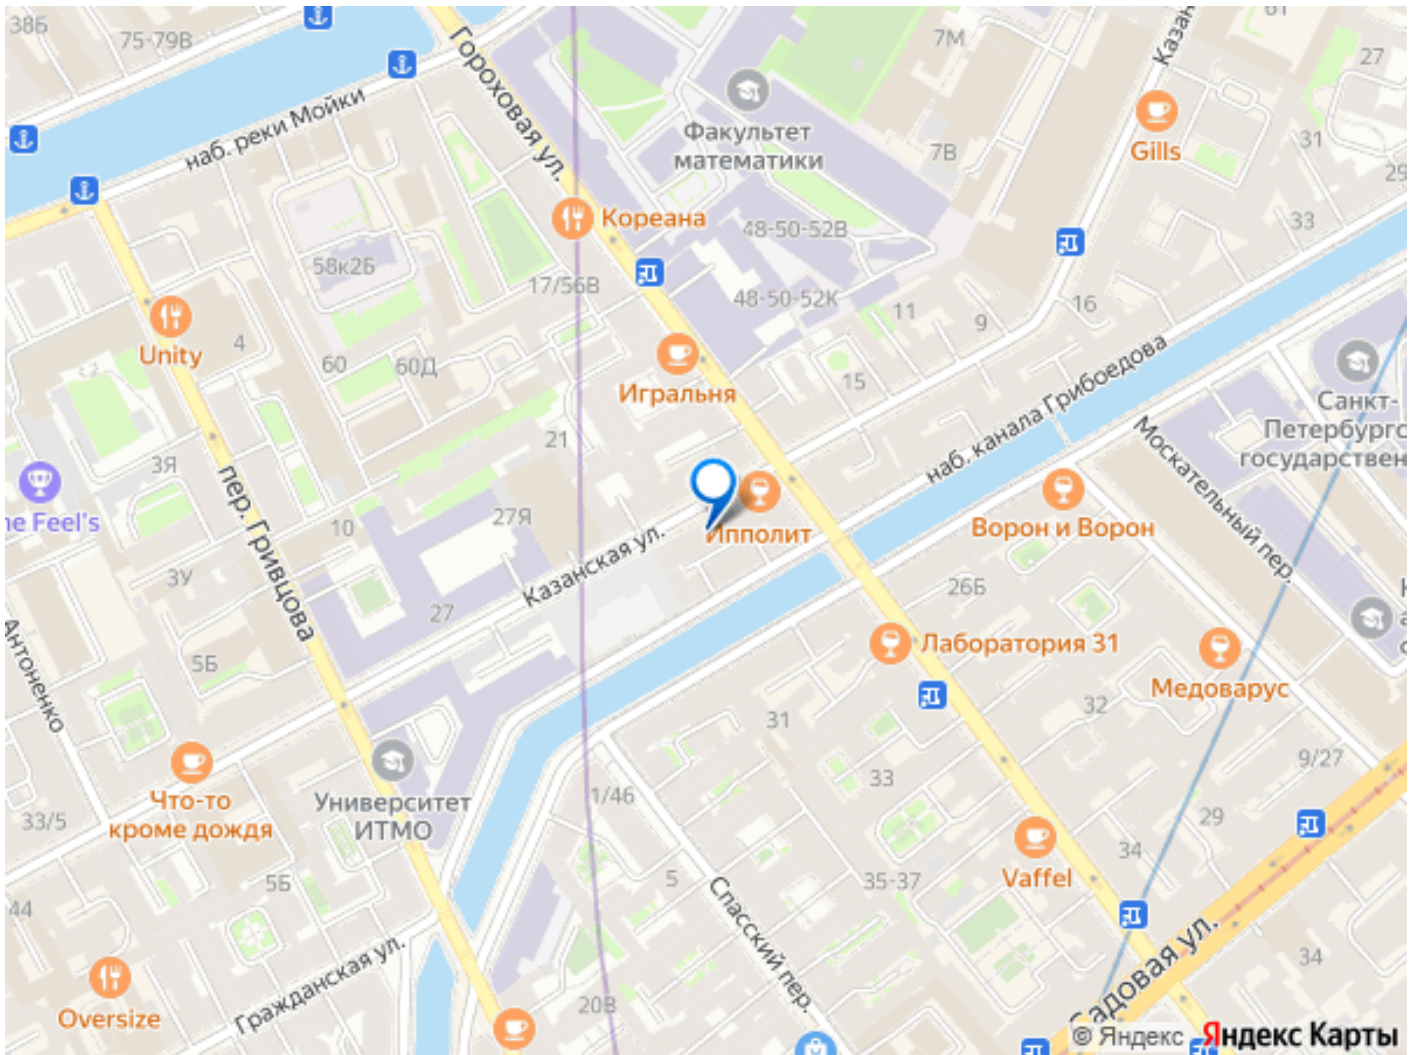 38Б
75-79В
Гороховая ул.
7М
61
Казан
27
наб. реки Мойки
Факультет
математики
7В
Gills
31
29
33
Кореана
48-50-52В
58к2Б
17/56В
48-50-52К
11
9
16
Unity
4
60
60Д
Игральня
15
наб. канала Грибоедова
Санкт-
Петербургс
государствен
21
Москательный пер.
3Я
пер. Гривцова
10
27Я
Ипполит
Ворон и Ворон
ne Feel's
Казанская ул.
3У
27
26Б
Антоненко
5Б
Лаборатория 31
Медоварус
К
а
с
31
32
33
9/27
Что-то
кроме дождя
Университет
ИТМО
1/46
33/5
29
34
Vaffel
5Б
5
35-37
Спасский пер.
44
Гражданская ул.
Садовая ул.
34
20В
Oversize
© Яндекс Яндекс Карты